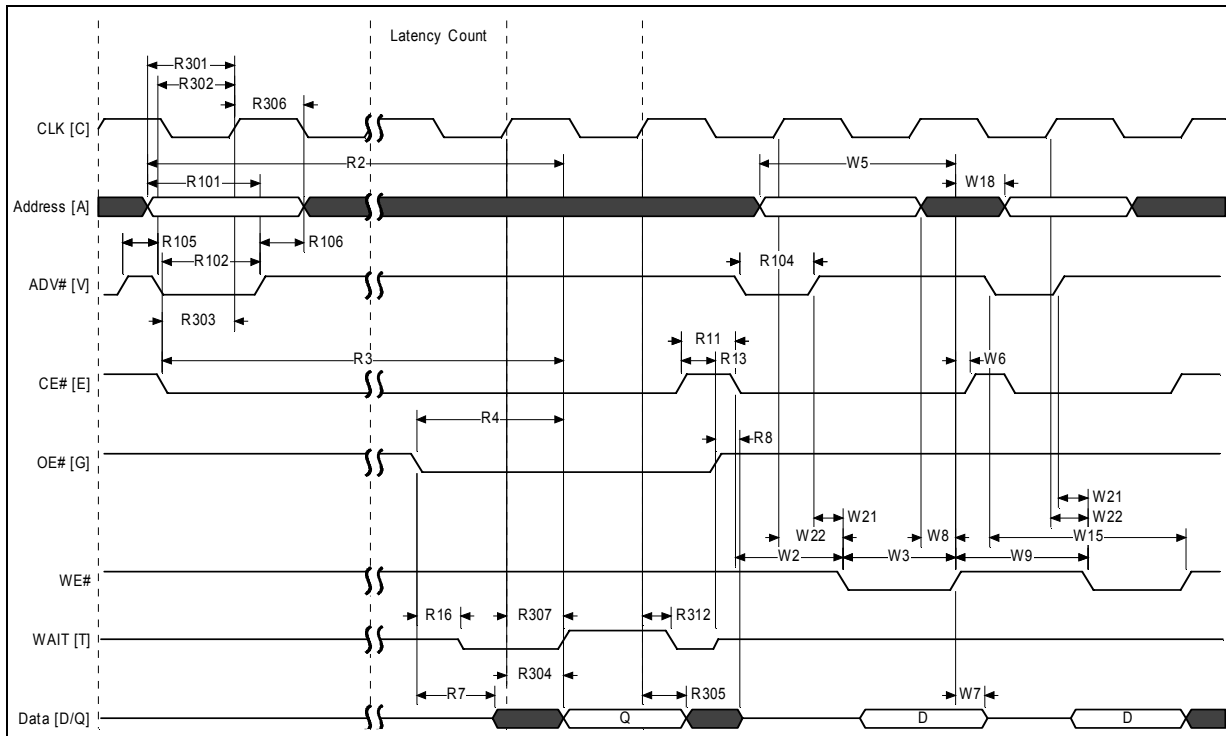 Latency Count
R301
R302
R306
CLK [C]
R2
W5
R101
W18
Address [A]
R105
R106
R102
R104
ADV# [V]
R303
R11
R3
R13
W6
CE# [E]
R4
R8
OE# [G]
W21
W21
W22
W22
W8
W15
W2
W3
W9
WE#
R16
R307
R312
WAIT [T]
R304
R7
R305
W7
Data [D/Q]
Q
D
D